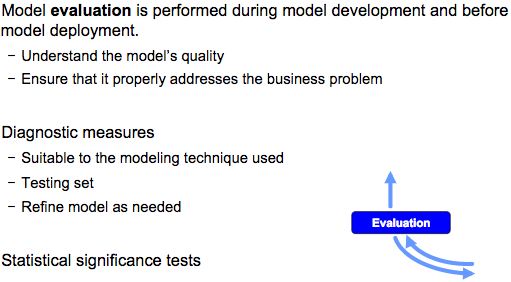 Model evaluation is performed during model development and before
model deployment.
− Understand the model's quality
− Ensure that it properly addresses the business problem
Diagnostic measures
− Suitable to the modeling technique used
− Testing set
− Refine model as needed
Evaluation
Statistical significance tests